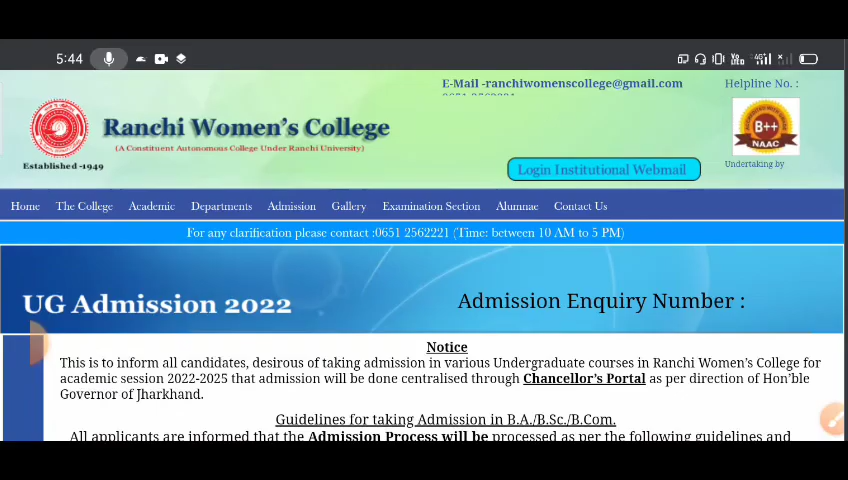 5:44
E-Mail -ranchiwomenscollege@gmail.com
Helpline No. :
Ranchi Women's College
(A Constituent Autonomous College Under Ranchi University)
Established -1949
B++
NAAC
Undertaking by
Login Institutional Webmail
Home The College Academic Departments Admission Gallery Examination Section Alumnae Contact Us
For any clarification please contact :0651 2562221 (Time: between 10 AM to 5 PM)
UG Admission 2022
Admission Enquiry Number :
Notice
This is to inform all candidates, desirous of taking admission in various Undergraduate courses in Ranchi Women's College for
academic session 2022-2025 that admission will be done centralised through Chancellor's Portal as per direction of Hon'ble
Governor of Jharkhand.
Guidelines for taking Admission in B.A./B.Sc./B.Com.
All applicants are informed that the Admission Process will be processed as per the following guidelines and